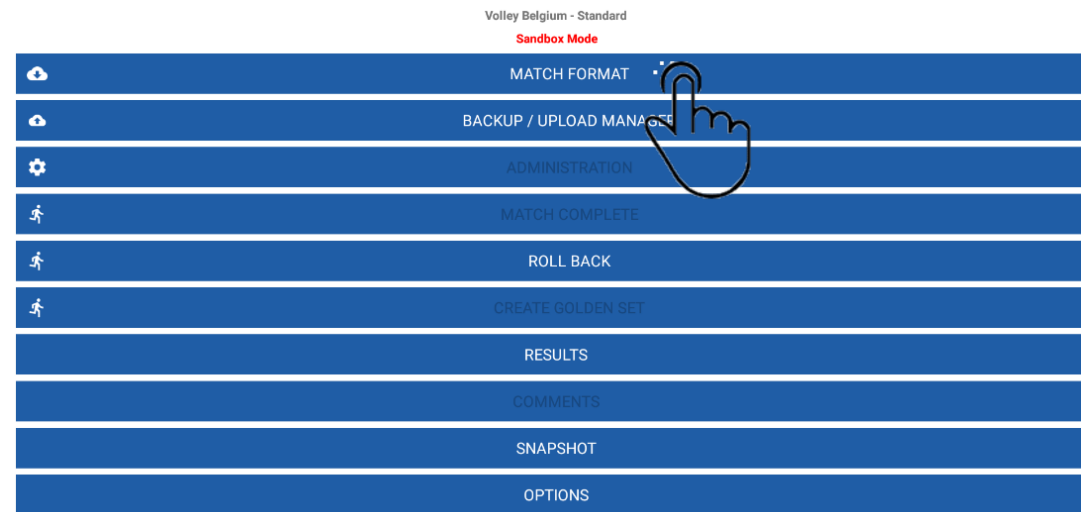 Volley Belgium - Standard
Sandbox Mode
MATCH FORMAT
BACKUP / UPLOAD MANAGER
ADMINISTRATION
MATCH COMPLETE
ROLL BACK
CREATE GOLDEN SET
RESULTS
COMMENTS
SNAPSHOT
OPTIONS